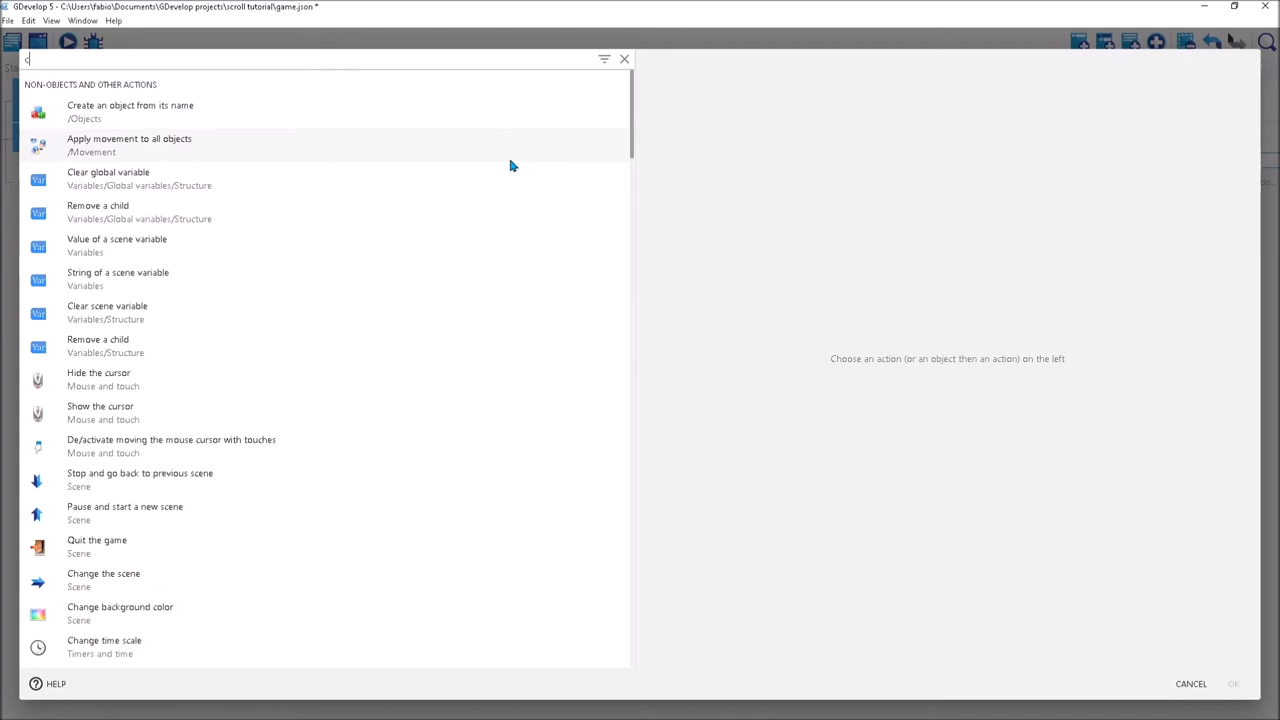 GDevelop 5 - C:\Users\fabio\Documents\GDevelop projects\scroll tutorial\game.json *
File Edit View Window Help
c
NON-OBJECTS AND OTHER ACTIONS
Create an object from its name
/Objects
Apply movement to all objects
/Movement
Var Clear global variable
Variables/Global variables/Structure
Var Remove a child
Variables/Global variables/Structure
Var Value of a scene variable
Variables
Var String of a scene variable
Variables
Var Clear scene variable
Variables/Structure
Var Remove a child
Variables/Structure
Hide the cursor
Mouse and touch
Show the cursor
Mouse and touch
De/activate moving the mouse cursor with touches
Mouse and touch
Stop and go back to previous scene
Scene
Pause and start a new scene
Scene
Quit the game
Scene
Change the scene
Scene
Change background color
Scene
Change time scale
Timers and time
Choose an action (or an object then an action) on the left
? HELP
CANCEL OK